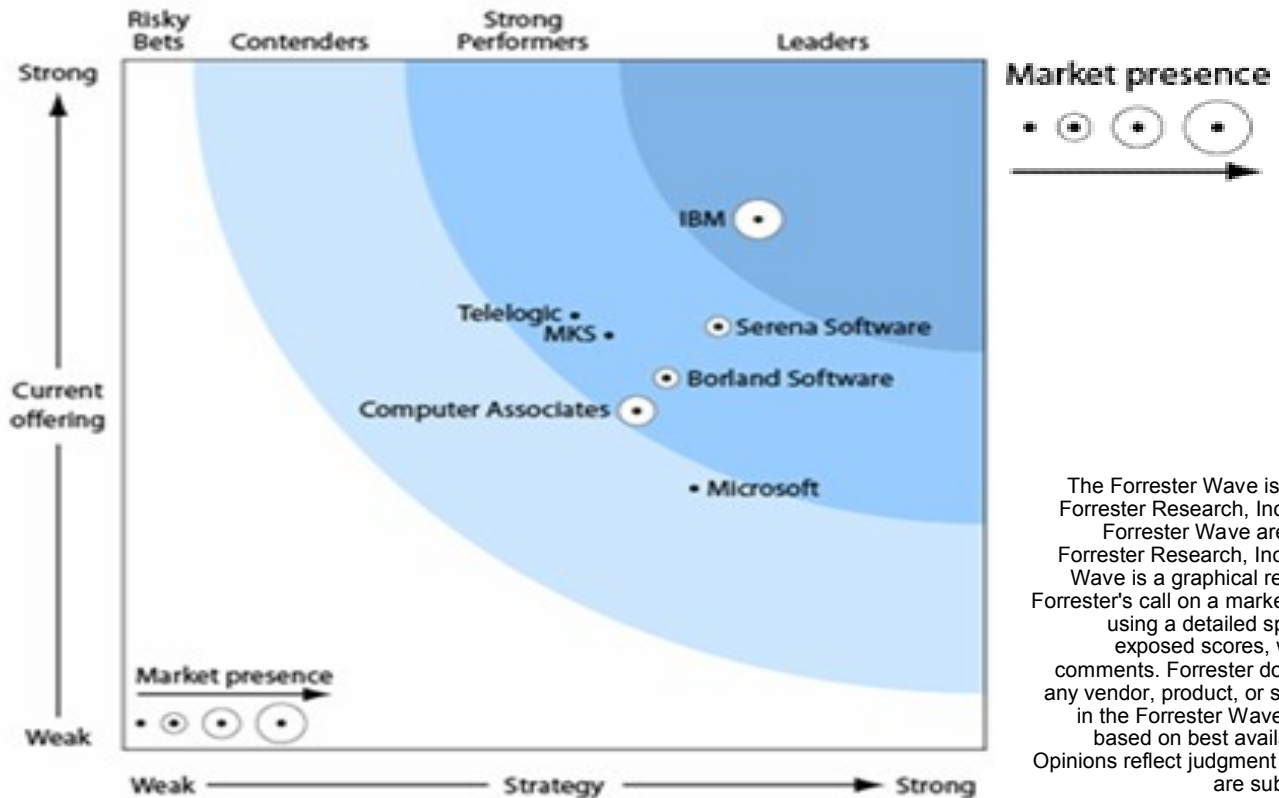 Risky
Bets
Contenders
Strong
Performers
Leaders
Strong
Market presence
IBM
Telelogic
MKS
Serena Software
Borland Software
Computer Associates
Microsoft
Current
offering
Market presence
Weak
Weak
Strategy
Strong
The Forrester Wave is
Forrester Research, Inc
Forrester Wave are
Forrester Research, Inc
Wave is a graphical re
Forrester's call on a marke
using a detailed sp
exposed scores, v
comments. Forrester do
any vendor, product, or s
in the Forrester Wave
based on best avail
Opinions reflect judgment
are sub